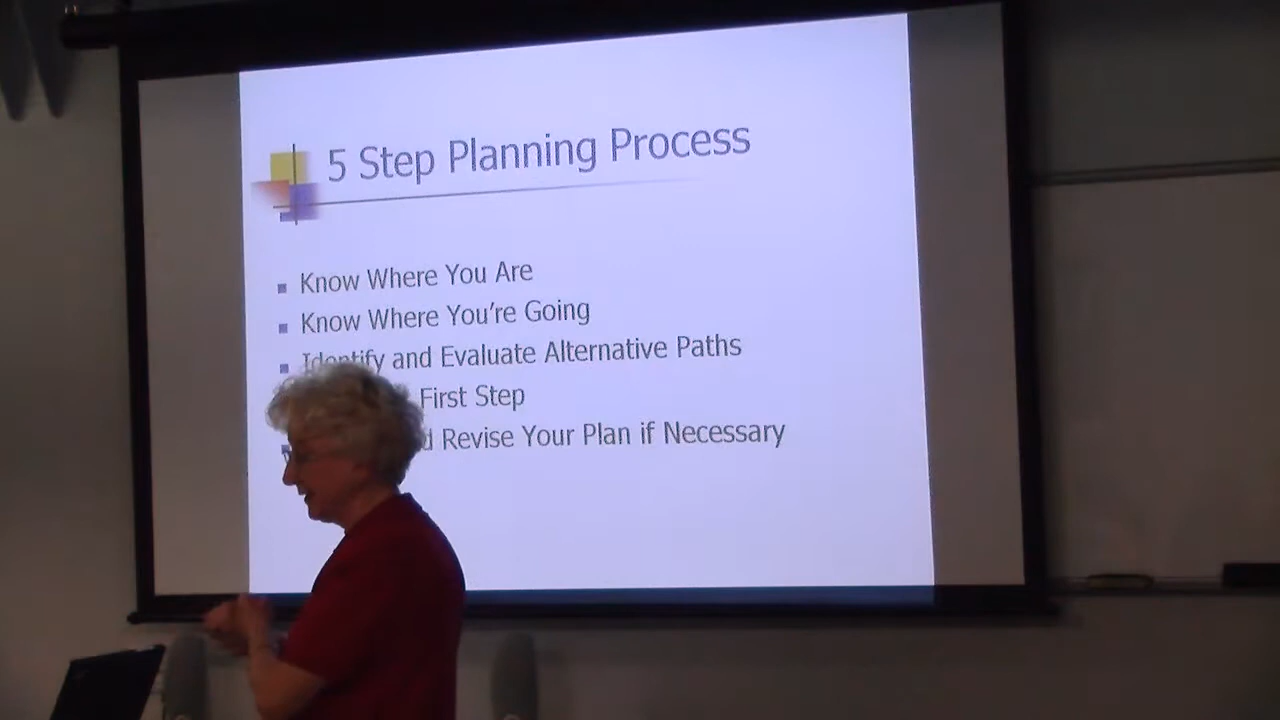 5 Step Planning Process
Know Where You Are
Know Where You're Going
Identify and Evaluate Alternative Paths
First Step
Revise Your Plan if Necessary